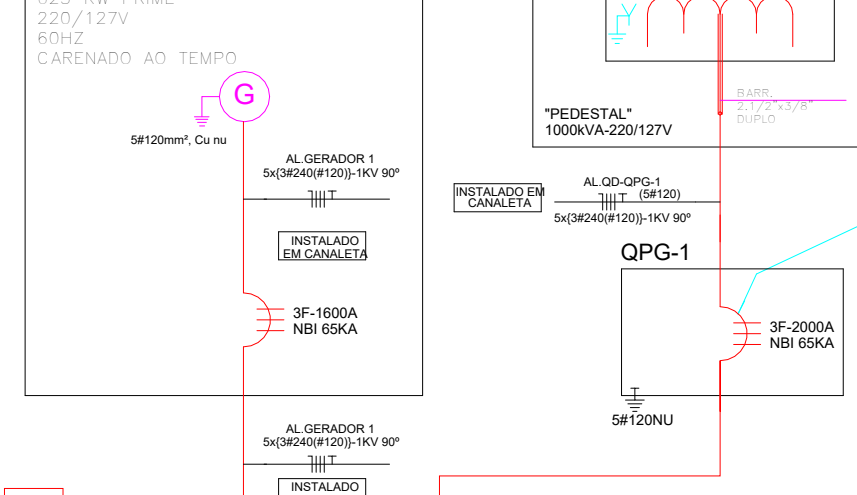 625 KW PRIME
220/127V
60HZ
CARENADO AO TEMPO
G
5#120mm², Cu nu
AL.GERADOR 1
5x{3#240(#120)}-1KV 90º
INSTALADO
EM CANALETA
3F-1600A
NBI 65KA
AL.GERADOR 1
5x{3#240(#120)}-1KV 90º
INSTALADO
"PEDESTAL"
1000kVA-220/127V
BARR.
2.1/2"x3/8"
DUPLO
INSTALADO EM
CANALETA
AL.QD-QPG-1
(5#120)
5x{3#240(#120)}-1KV 90º
QPG-1
3F-2000A
NBI 65KA
5#120NU